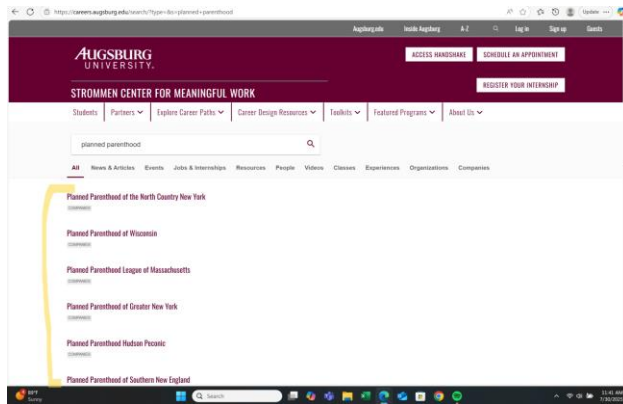 https://careers.augsburg.edu/search/?type=&s=planned+parenthood
Update
Augsburg.edu Inside Augsburg A-Z Log In Sign up Guests
AUGSBURG
UNIVERSITY.
ACCESS HANDSHAKE SCHEDULE AN APPOINTMENT
REGISTER YOUR INTERNSHIP
STROMMEN CENTER FOR MEANINGFUL WORK
Students Partners Explore Career Paths Career Design Resources Toolkits Featured Programs About Us
planned parenthood
All News & Articles Events Jobs & Internships Resources People Videos Classes Experiences Organizations Companies
Planned Parenthood of the North Country New York
COMPANIES
Planned Parenthood of Wisconsin
COMPANIES
Planned Parenthood League of Massachusetts
COMPANIES
Planned Parenthood of Greater New York
COMPANIES
Planned Parenthood Hudson Peconic
COMPANIES
Planned Parenthood of Southern New England
Sunny
Search
11:41 AM